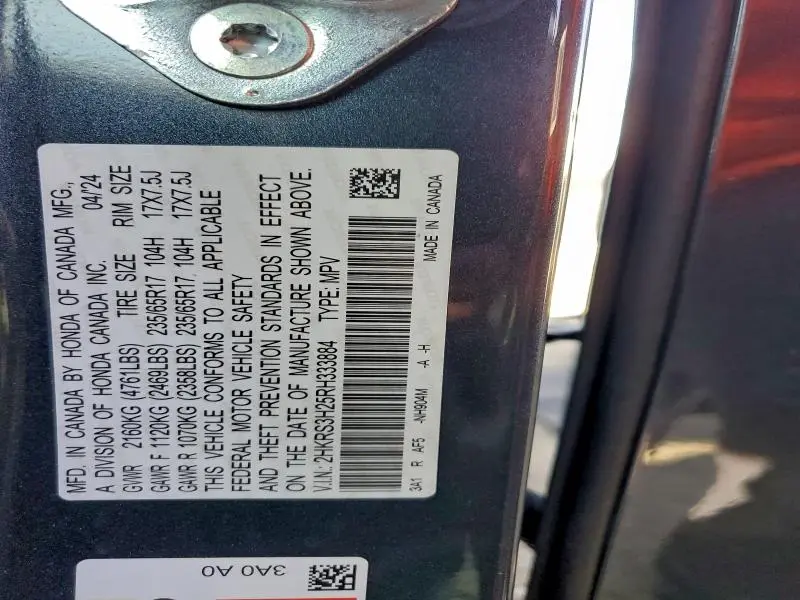 MFD. IN CANADA BY HONDA OF CANADA MFG.,
A DIVISION OF HONDA CANADA INC. 04/24
GVWR 2160KG (4761LBS) TIRE SIZE RIM SIZE
GAWR F 1120KG (2469LBS) 235/65R17 104H 17X7.5J
GAWR R 1070KG (2358LBS) 235/65R17, 104H 17X7.5J
THIS VEHICLE CONFORMS TO ALL APPLICABLE
FEDERAL MOTOR VEHICLE SAFETY
AND THEFT PREVENTION STANDARDS IN EFFECT
ON THE DATE OF MANUFACTURE SHOWN ABOVE.
V.I.N.: 2HKRS3H25RH333884 TYPE: MPV
3A1 R AF5 -NH904M -A -H MADE IN CANADA
3A0 A0